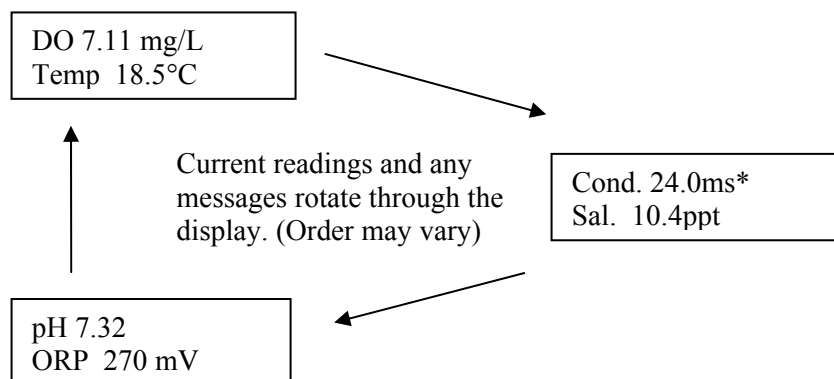 DO 7.11 mg/L
Temp 18.5°C
Current readings and any
messages rotate through the
display. (Order may vary)
Cond. 24.0ms*
Sal. 10.4ppt
pH 7.32
ORP 270 mV